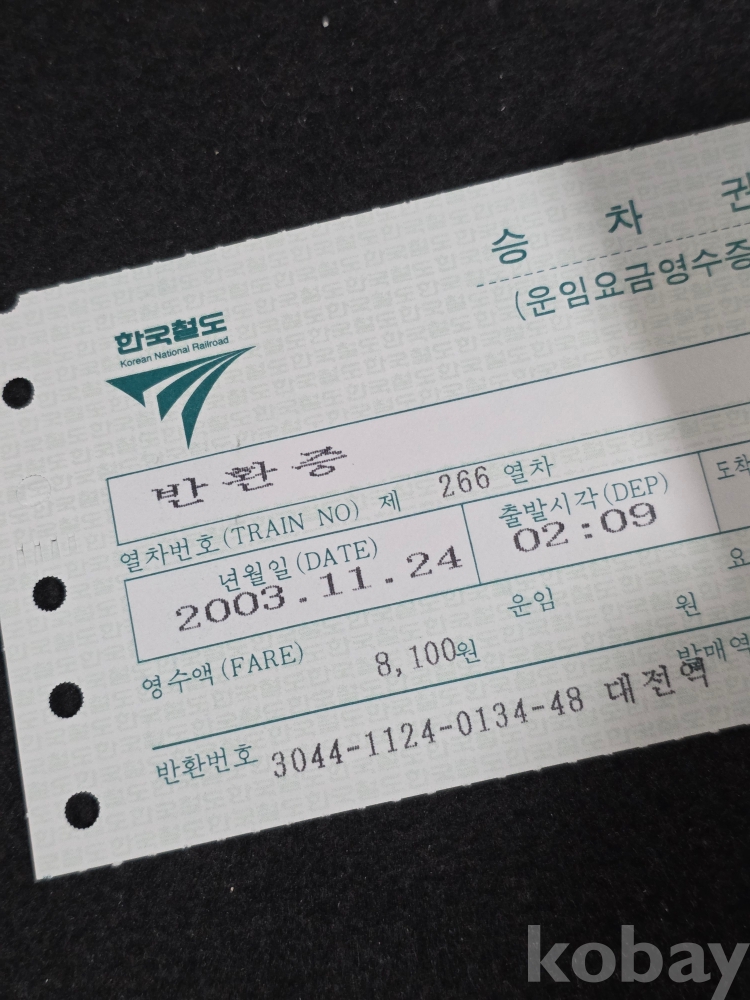 승 차 권
(운임요금영수증
한국철도
Korean National Railroad
반환증
열차번호(TRAIN NO) 제 266 열차
년월일(DATE) 출발시각(DEP) 도착
2003.11.24 02:09
영수액(FARE) 8,100원 운임 원 요
반환번호 3044-1124-0134-48 대전역 발매역
kobay